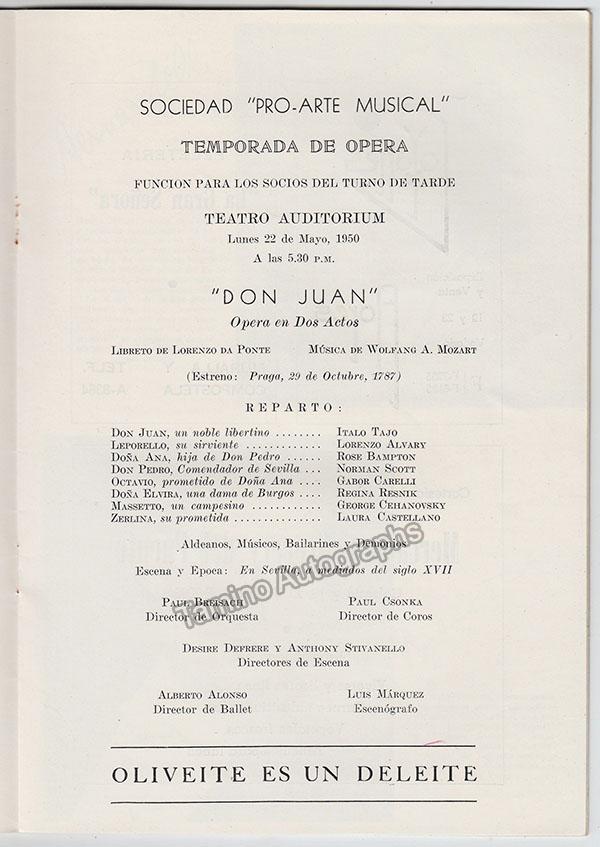 SOCIEDAD "PRO-ARTE MUSICAL"
TEMPORADA DE OPERA
FUNCION PARA LOS SOCIOS DEL TURNO DE TARDE
TEATRO AUDITORIUM
Lunes 22 de Mayo, 1950
A las 5.30 P.M.
"DON JUAN"
Opera en Dos Actos
LIBRETO DE LORENZO DA PONTE MÚSICA DE WOLFANG A. MOZART
(Estreno: Praga, 29 de Octubre, 1787)
REPARTO:
DON JUAN, un noble libertino ........ ITALO TAJO
LEPORELLO, su sirviente ............. LORENZO ALVARY
DOÑA ANA, hija de Don Pedro ...... ROSE BAMPTON
DON PEDRO, Comendador de Sevilla ... NORMAN SCOTT
OCTAVIO, prometido de Doña Ana .... GABOR CARELLI
DOÑA ELVIRA, una dama de Burgos .... REGINA RESNIK
MASSETTO, un campesino ............ GEORGE CEHANOVSKY
ZERLINA, su prometida ............... LAURA CASTELLANO
Aldeanos, Músicos, Bailarines y Demonios
Escena y Epoca: En Sevilla, a mediados del siglo XVII
PAUL BREISACH PAUL CSONKA
Director de Orquesta Director de Coros
DESIRE DEFRERE Y ANTHONY STIVANELLO
Directores de Escena
ALBERTO ALONSO LUIS MÁRQUEZ
Director de Ballet Escenógrafo
OLIVEITE ES UN DELEITE
Tamino Autographs